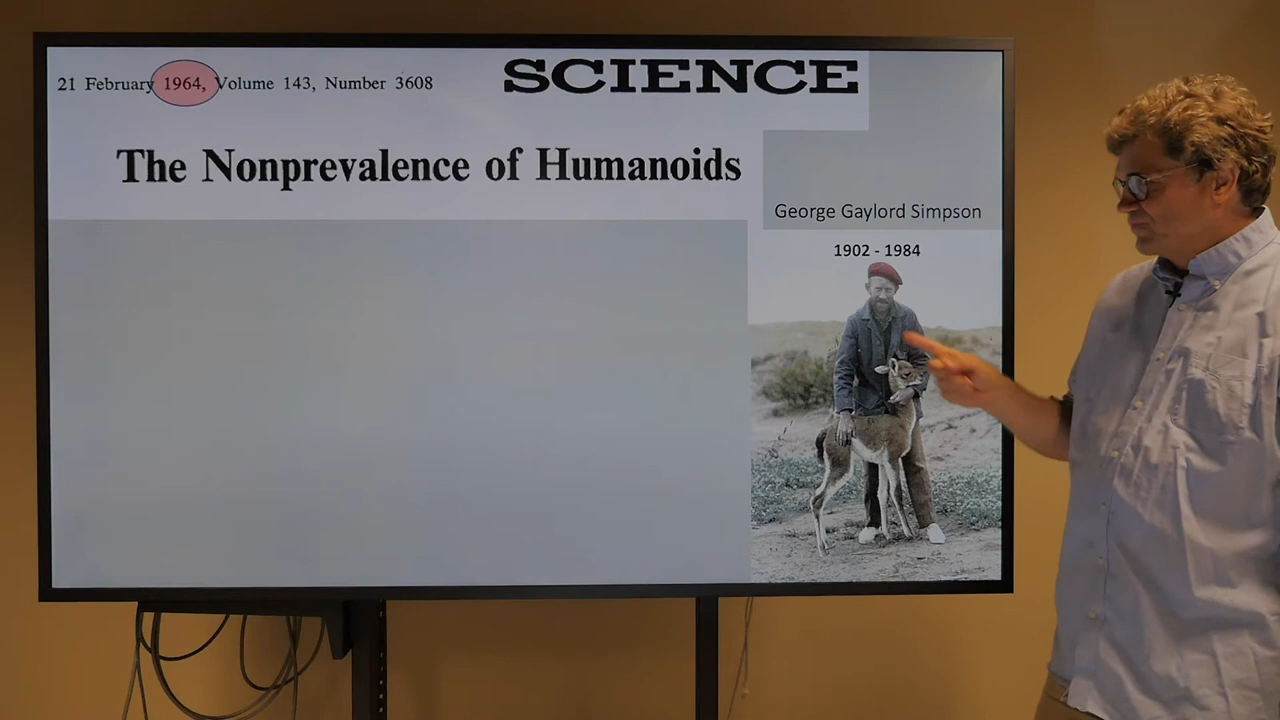 21 February 1964, Volume 143, Number 3608
SCIENCE
The Nonprevalence of Humanoids
George Gaylord Simpson
1902 - 1984